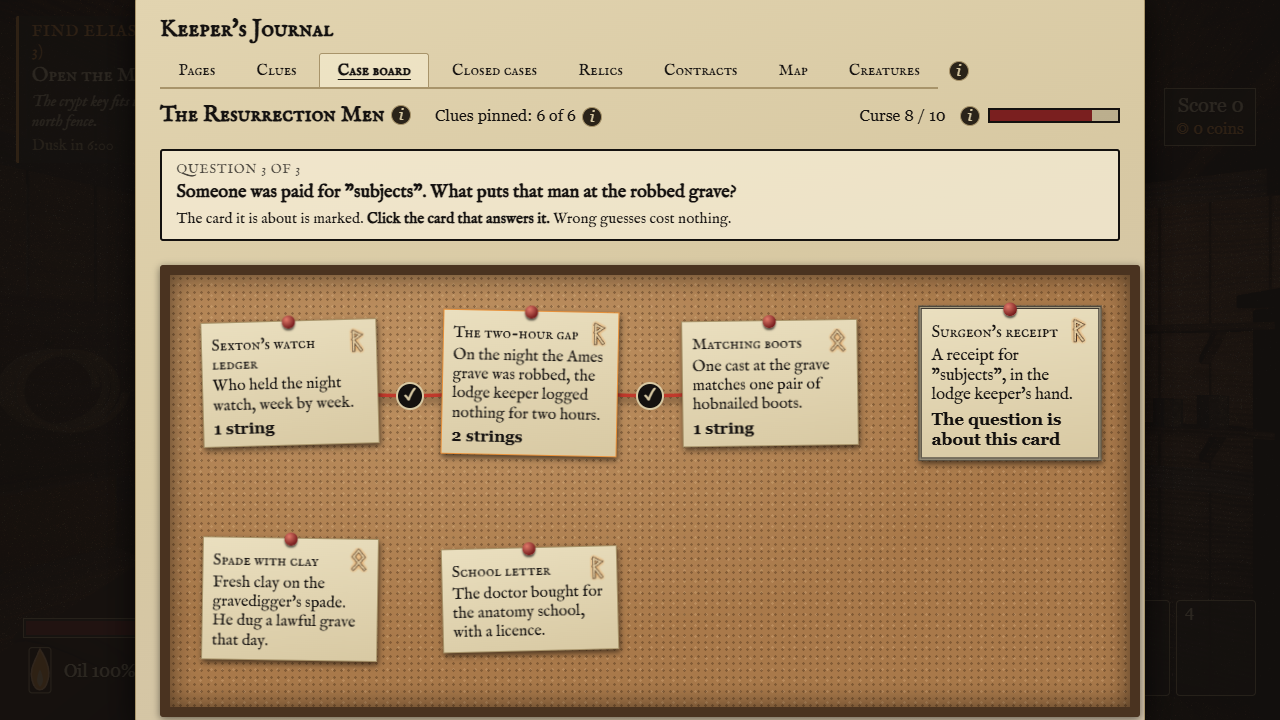 Keeper's Journal
Pages
Clues
Case board
Closed cases
Relics
Contracts
Map
Creatures
The Resurrection Men
Clues pinned: 6 of 6
Curse 8 / 10
QUESTION 3 OF 3
Someone was paid for "subjects". What puts that man at the robbed grave?
The card it is about is marked. Click the card that answers it. Wrong guesses cost nothing.
Sexton's watch
ledger
Who held the night
watch, week by week.
1 string
The two-hour gap
On the night the Ames
grave was robbed, the
lodge keeper logged
nothing for two hours.
2 strings
Matching boots
One cast at the grave
matches one pair of
hobnailed boots.
1 string
Surgeon's receipt
A receipt for
"subjects", in the
lodge keeper's hand.
The question is
about this card
Spade with clay
Fresh clay on the
gravedigger's spade.
He dug a lawful grave
that day.
School letter
The doctor bought for
the anatomy school,
with a licence.
FIND ELIAS
3)
Open the M
The crypt key fits
north fence.
Dusk in 6:00
Score 0
0 coins
Oil 100%
4